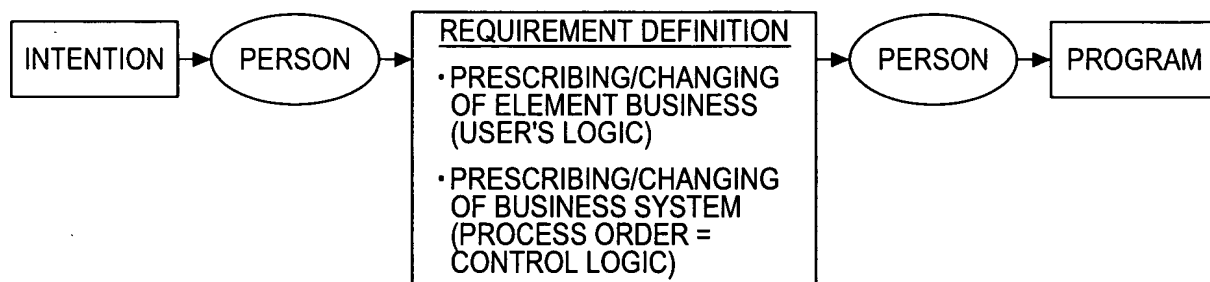 INTENTION
PERSON
REQUIREMENT DEFINITION
・PRESCRIBING/CHANGING
OF ELEMENT BUSINESS
(USER'S LOGIC)
・PRESCRIBING/CHANGING
OF BUSINESS SYSTEM
(PROCESS ORDER =
CONTROL LOGIC)
PERSON
PROGRAM